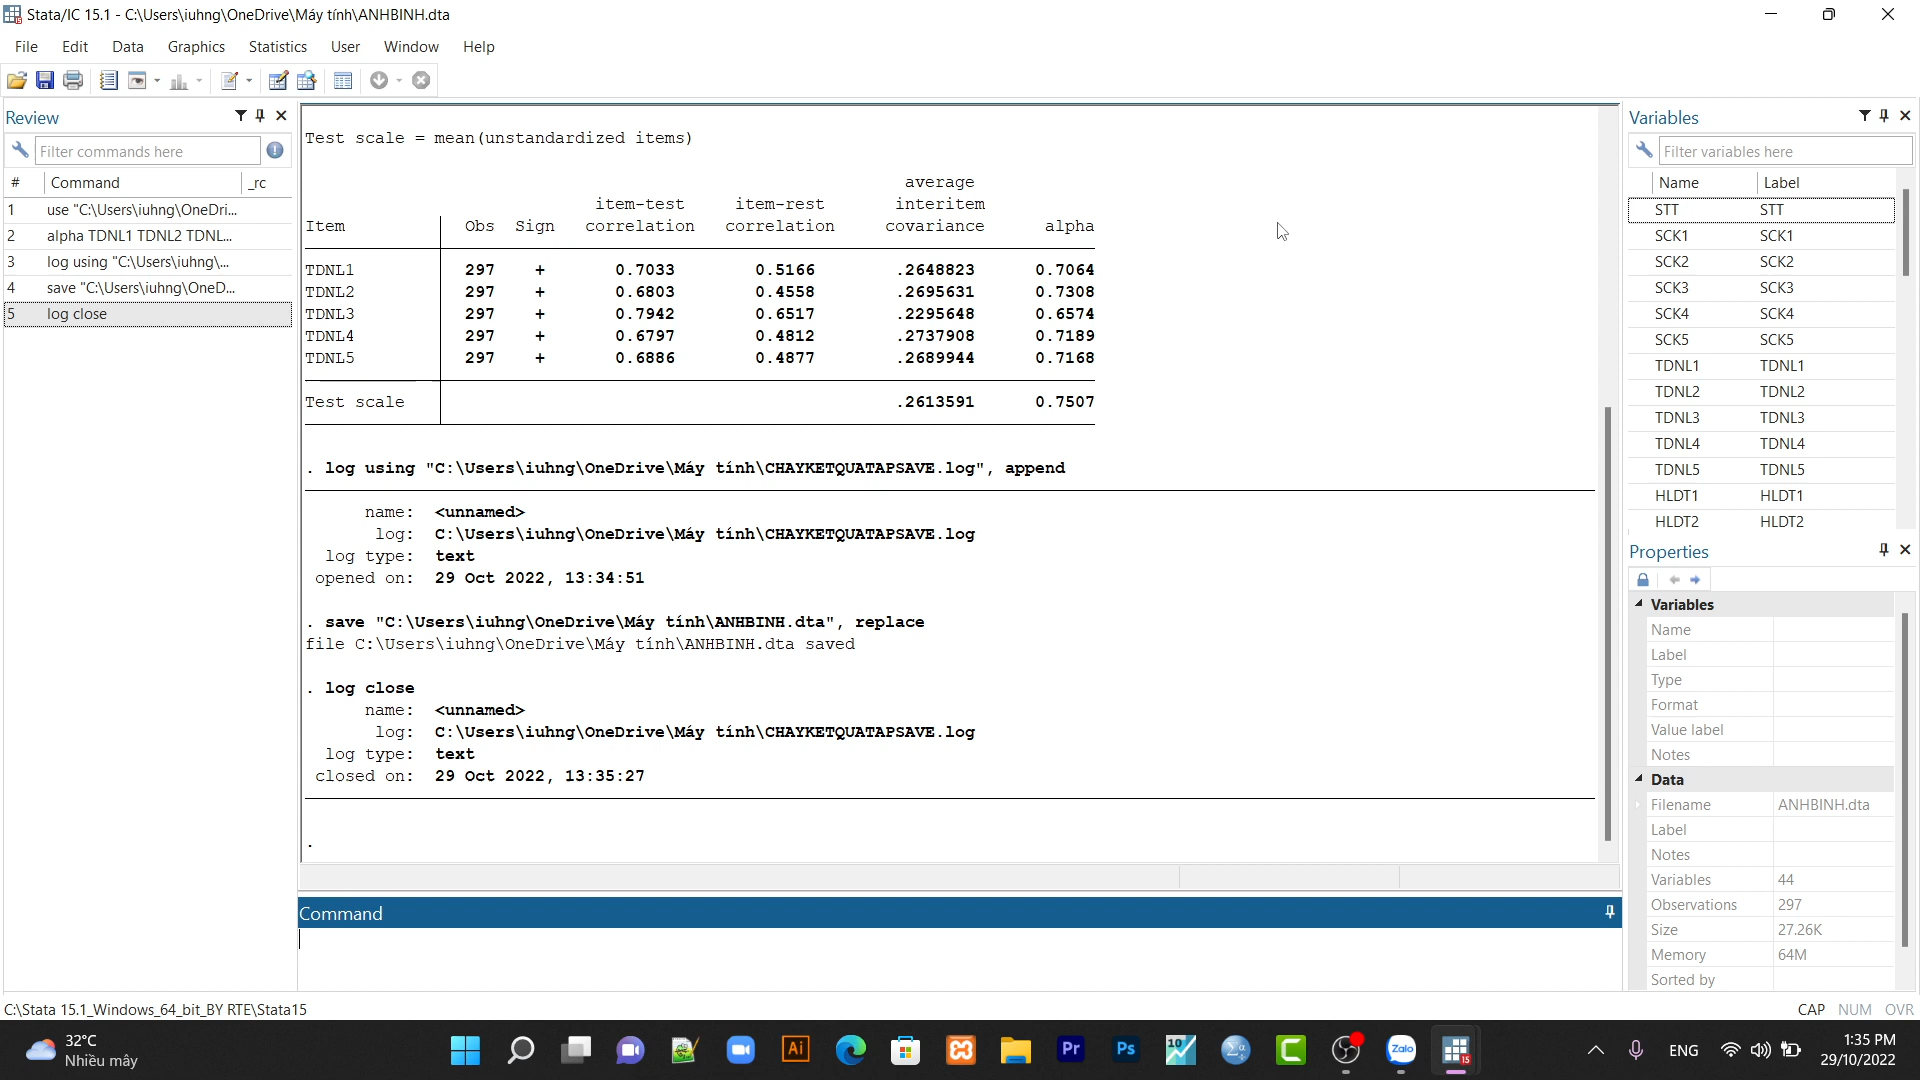 Stata/IC 15.1 - C:\Users\iuhng\OneDrive\Máy tính\ANHBINH.dta
File Edit Data Graphics Statistics User Window Help
Review
Filter commands here
# Command _rc
1 use "C:\Users\iuhng\OneDri...
2 alpha TDNL1 TDNL2 TDNL...
3 log using "C:\Users\iuhng\...
4 save "C:\Users\iuhng\OneD...
5 log close
Test scale = mean(unstandardized items)
average
item-test item-rest interitem
Item Obs Sign correlation correlation covariance alpha
TDNL1 297 + 0.7033 0.5166 .2648823 0.7064
TDNL2 297 + 0.6803 0.4558 .2695631 0.7308
TDNL3 297 + 0.7942 0.6517 .2295648 0.6574
TDNL4 297 + 0.6797 0.4812 .2737908 0.7189
TDNL5 297 + 0.6886 0.4877 .2689944 0.7168
Test scale .2613591 0.7507
. log using "C:\Users\iuhng\OneDrive\Máy tính\CHAYKETQUATAPSAVE.log", append
name: <unnamed>
log: C:\Users\iuhng\OneDrive\Máy tính\CHAYKETQUATAPSAVE.log
log type: text
opened on: 29 Oct 2022, 13:34:51
. save "C:\Users\iuhng\OneDrive\Máy tính\ANHBINH.dta", replace
file C:\Users\iuhng\OneDrive\Máy tính\ANHBINH.dta saved
. log close
name: <unnamed>
log: C:\Users\iuhng\OneDrive\Máy tính\CHAYKETQUATAPSAVE.log
log type: text
closed on: 29 Oct 2022, 13:35:27
.
Command
Variables
Filter variables here
Name Label
STT STT
SCK1 SCK1
SCK2 SCK2
SCK3 SCK3
SCK4 SCK4
SCK5 SCK5
TDNL1 TDNL1
TDNL2 TDNL2
TDNL3 TDNL3
TDNL4 TDNL4
TDNL5 TDNL5
HLDT1 HLDT1
HLDT2 HLDT2
Properties
Variables
Name
Label
Type
Format
Value label
Notes
Data
Filename ANHBINH.dta
Label
Notes
Variables 44
Observations 297
Size 27.26K
Memory 64M
Sorted by
C:\Stata 15.1_Windows_64_bit_BY RTE\Stata15
CAP NUM OVR
32°C
Nhiều mây
Ai
Pr
Ps
10
Zalo
15
ENG
1:35 PM
29/10/2022